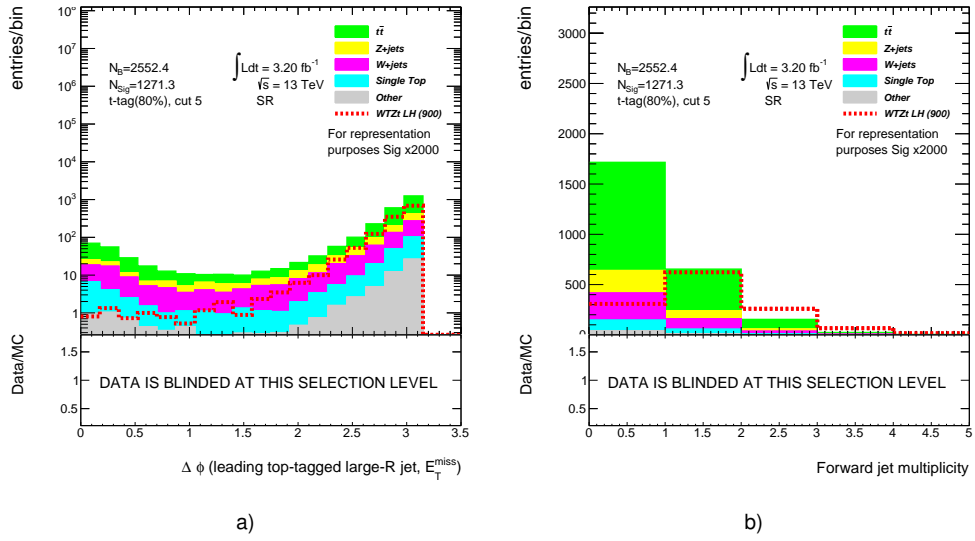 entries/bin
10⁹
10⁸
10⁷
10⁶
10⁵
10⁴
10³
10²
10
1
N_B=2552.4
N_Sig=1271.3
t-tag(80%), cut 5
∫Ldt = 3.20 fb⁻¹
√s = 13 TeV
SR
tt̄
Z+jets
W+jets
Single Top
Other
WTZt LH (900)
For representation
purposes Sig x2000
Data/MC
1.5
1
0.5
DATA IS BLINDED AT THIS SELECTION LEVEL
0 0.5 1 1.5 2 2.5 3 3.5
Δ ϕ (leading top-tagged large-R jet, E_T^miss)
a)
entries/bin
3000
2500
2000
1500
1000
500
0
N_B=2552.4
N_Sig=1271.3
t-tag(80%), cut 5
∫Ldt = 3.20 fb⁻¹
√s = 13 TeV
SR
tt̄
Z+jets
W+jets
Single Top
Other
WTZt LH (900)
For representation
purposes Sig x2000
Data/MC
1.5
1
0.5
DATA IS BLINDED AT THIS SELECTION LEVEL
0 0.5 1 1.5 2 2.5 3 3.5 4 4.5 5
Forward jet multiplicity
b)